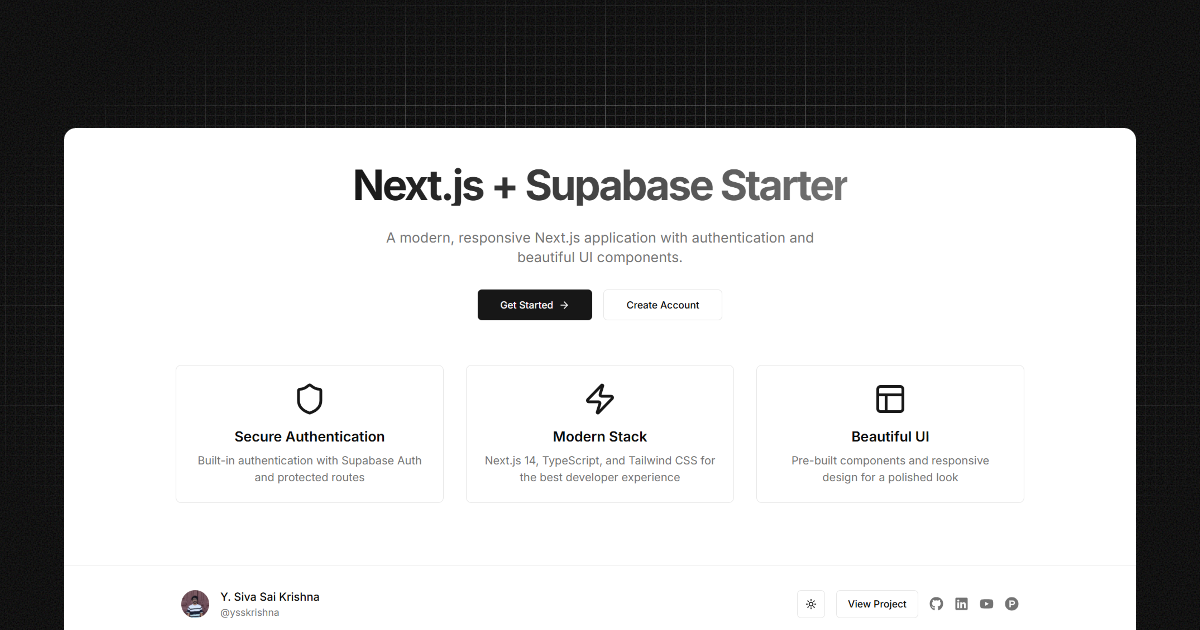 Next.js + Supabase Starter
A modern, responsive Next.js application with authentication and
beautiful UI components.
Get Started →
Create Account
Secure Authentication
Built-in authentication with Supabase Auth
and protected routes
Modern Stack
Next.js 14, TypeScript, and Tailwind CSS for
the best developer experience
Beautiful UI
Pre-built components and responsive
design for a polished look
Y. Siva Sai Krishna
@ysskrishna
View Project